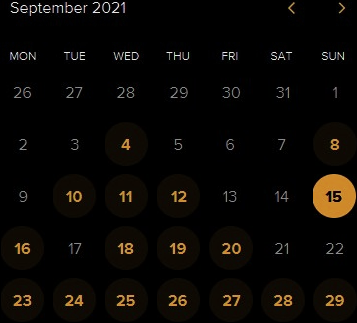 September 2021
MON TUE WED THU FRI SAT SUN
26 27 28 29 30 31 1
2 3 4 5 6 7 8
9 10 11 12 13 14 15
16 17 18 19 20 21 22
23 24 25 26 27 28 29